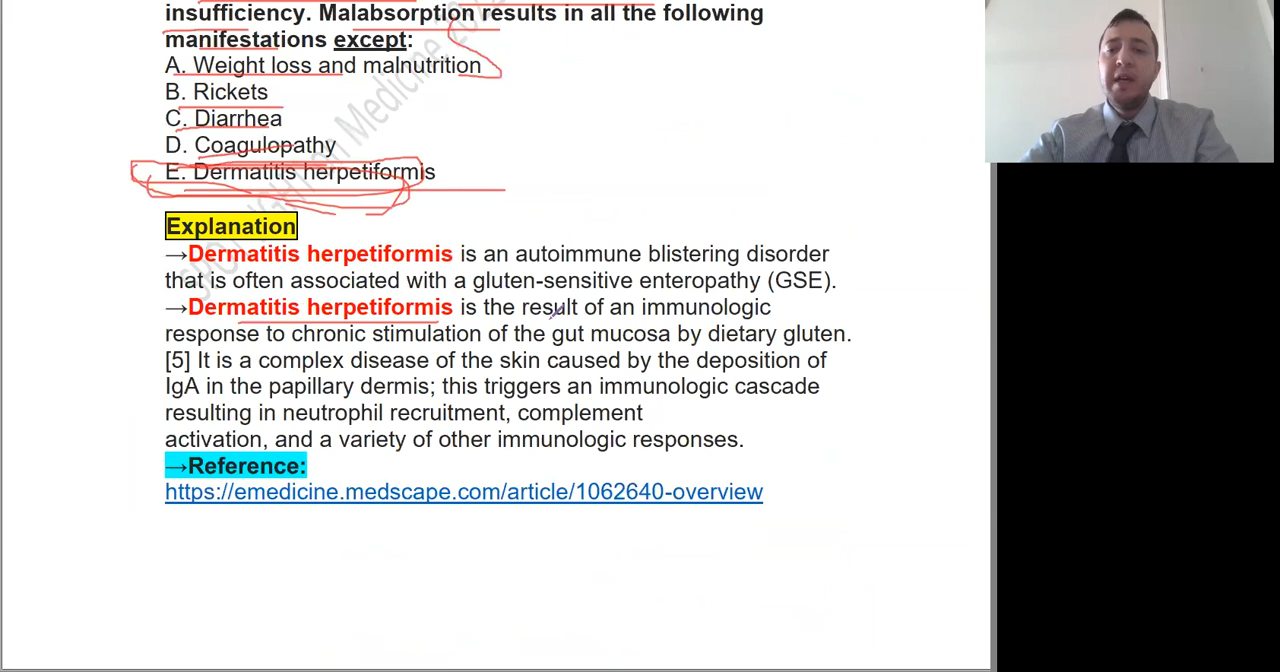 insufficiency. Malabsorption results in all the following
manifestations except:
A. Weight loss and malnutrition
B. Rickets
C. Diarrhea
D. Coagulopathy
E. Dermatitis herpetiformis
Explanation
→Dermatitis herpetiformis is an autoimmune blistering disorder
that is often associated with a gluten-sensitive enteropathy (GSE).
→Dermatitis herpetiformis is the result of an immunologic
response to chronic stimulation of the gut mucosa by dietary gluten.
[5] It is a complex disease of the skin caused by the deposition of
IgA in the papillary dermis; this triggers an immunologic cascade
resulting in neutrophil recruitment, complement
activation, and a variety of other immunologic responses.
→Reference:
https://emedicine.medscape.com/article/1062640-overview
Medicine